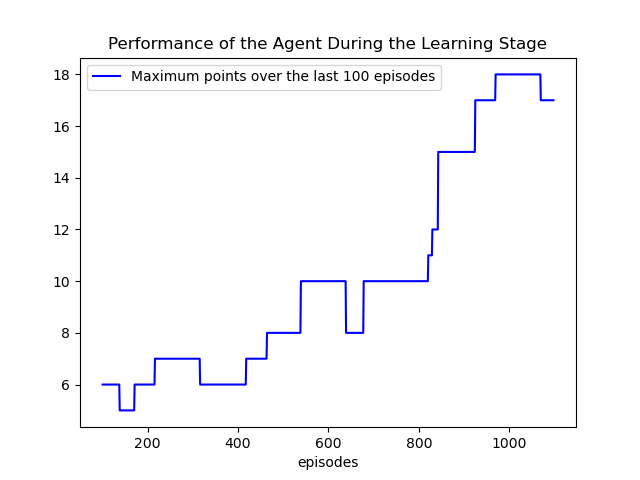 Performance of the Agent During the Learning Stage
Maximum points over the last 100 episodes
18
16
14
12
10
8
6
200 400 600 800 1000
episodes